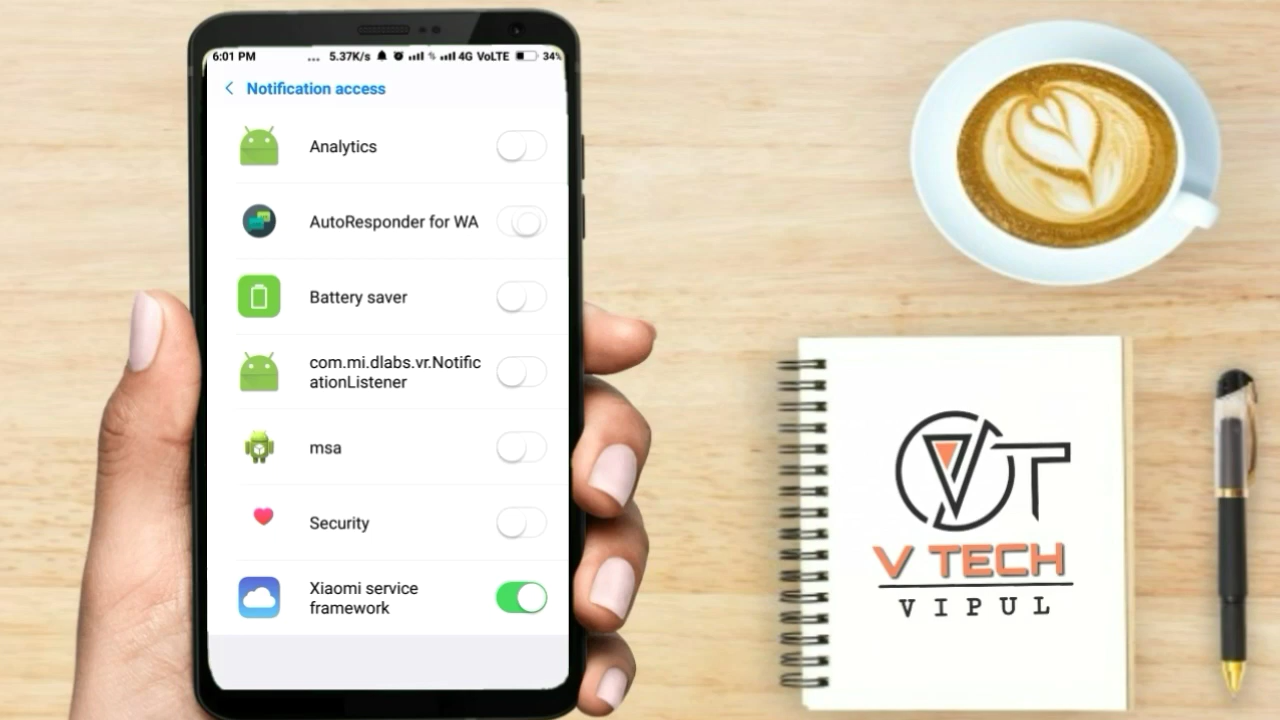 6:01 PM ... 5.37K/s 4G VoLTE 34%
Notification access
Analytics
AutoResponder for WA
Battery saver
com.mi.dlabs.vr.Notific
ationListener
msa
Security
Xiaomi service
framework
VT
V TECH
VIPUL